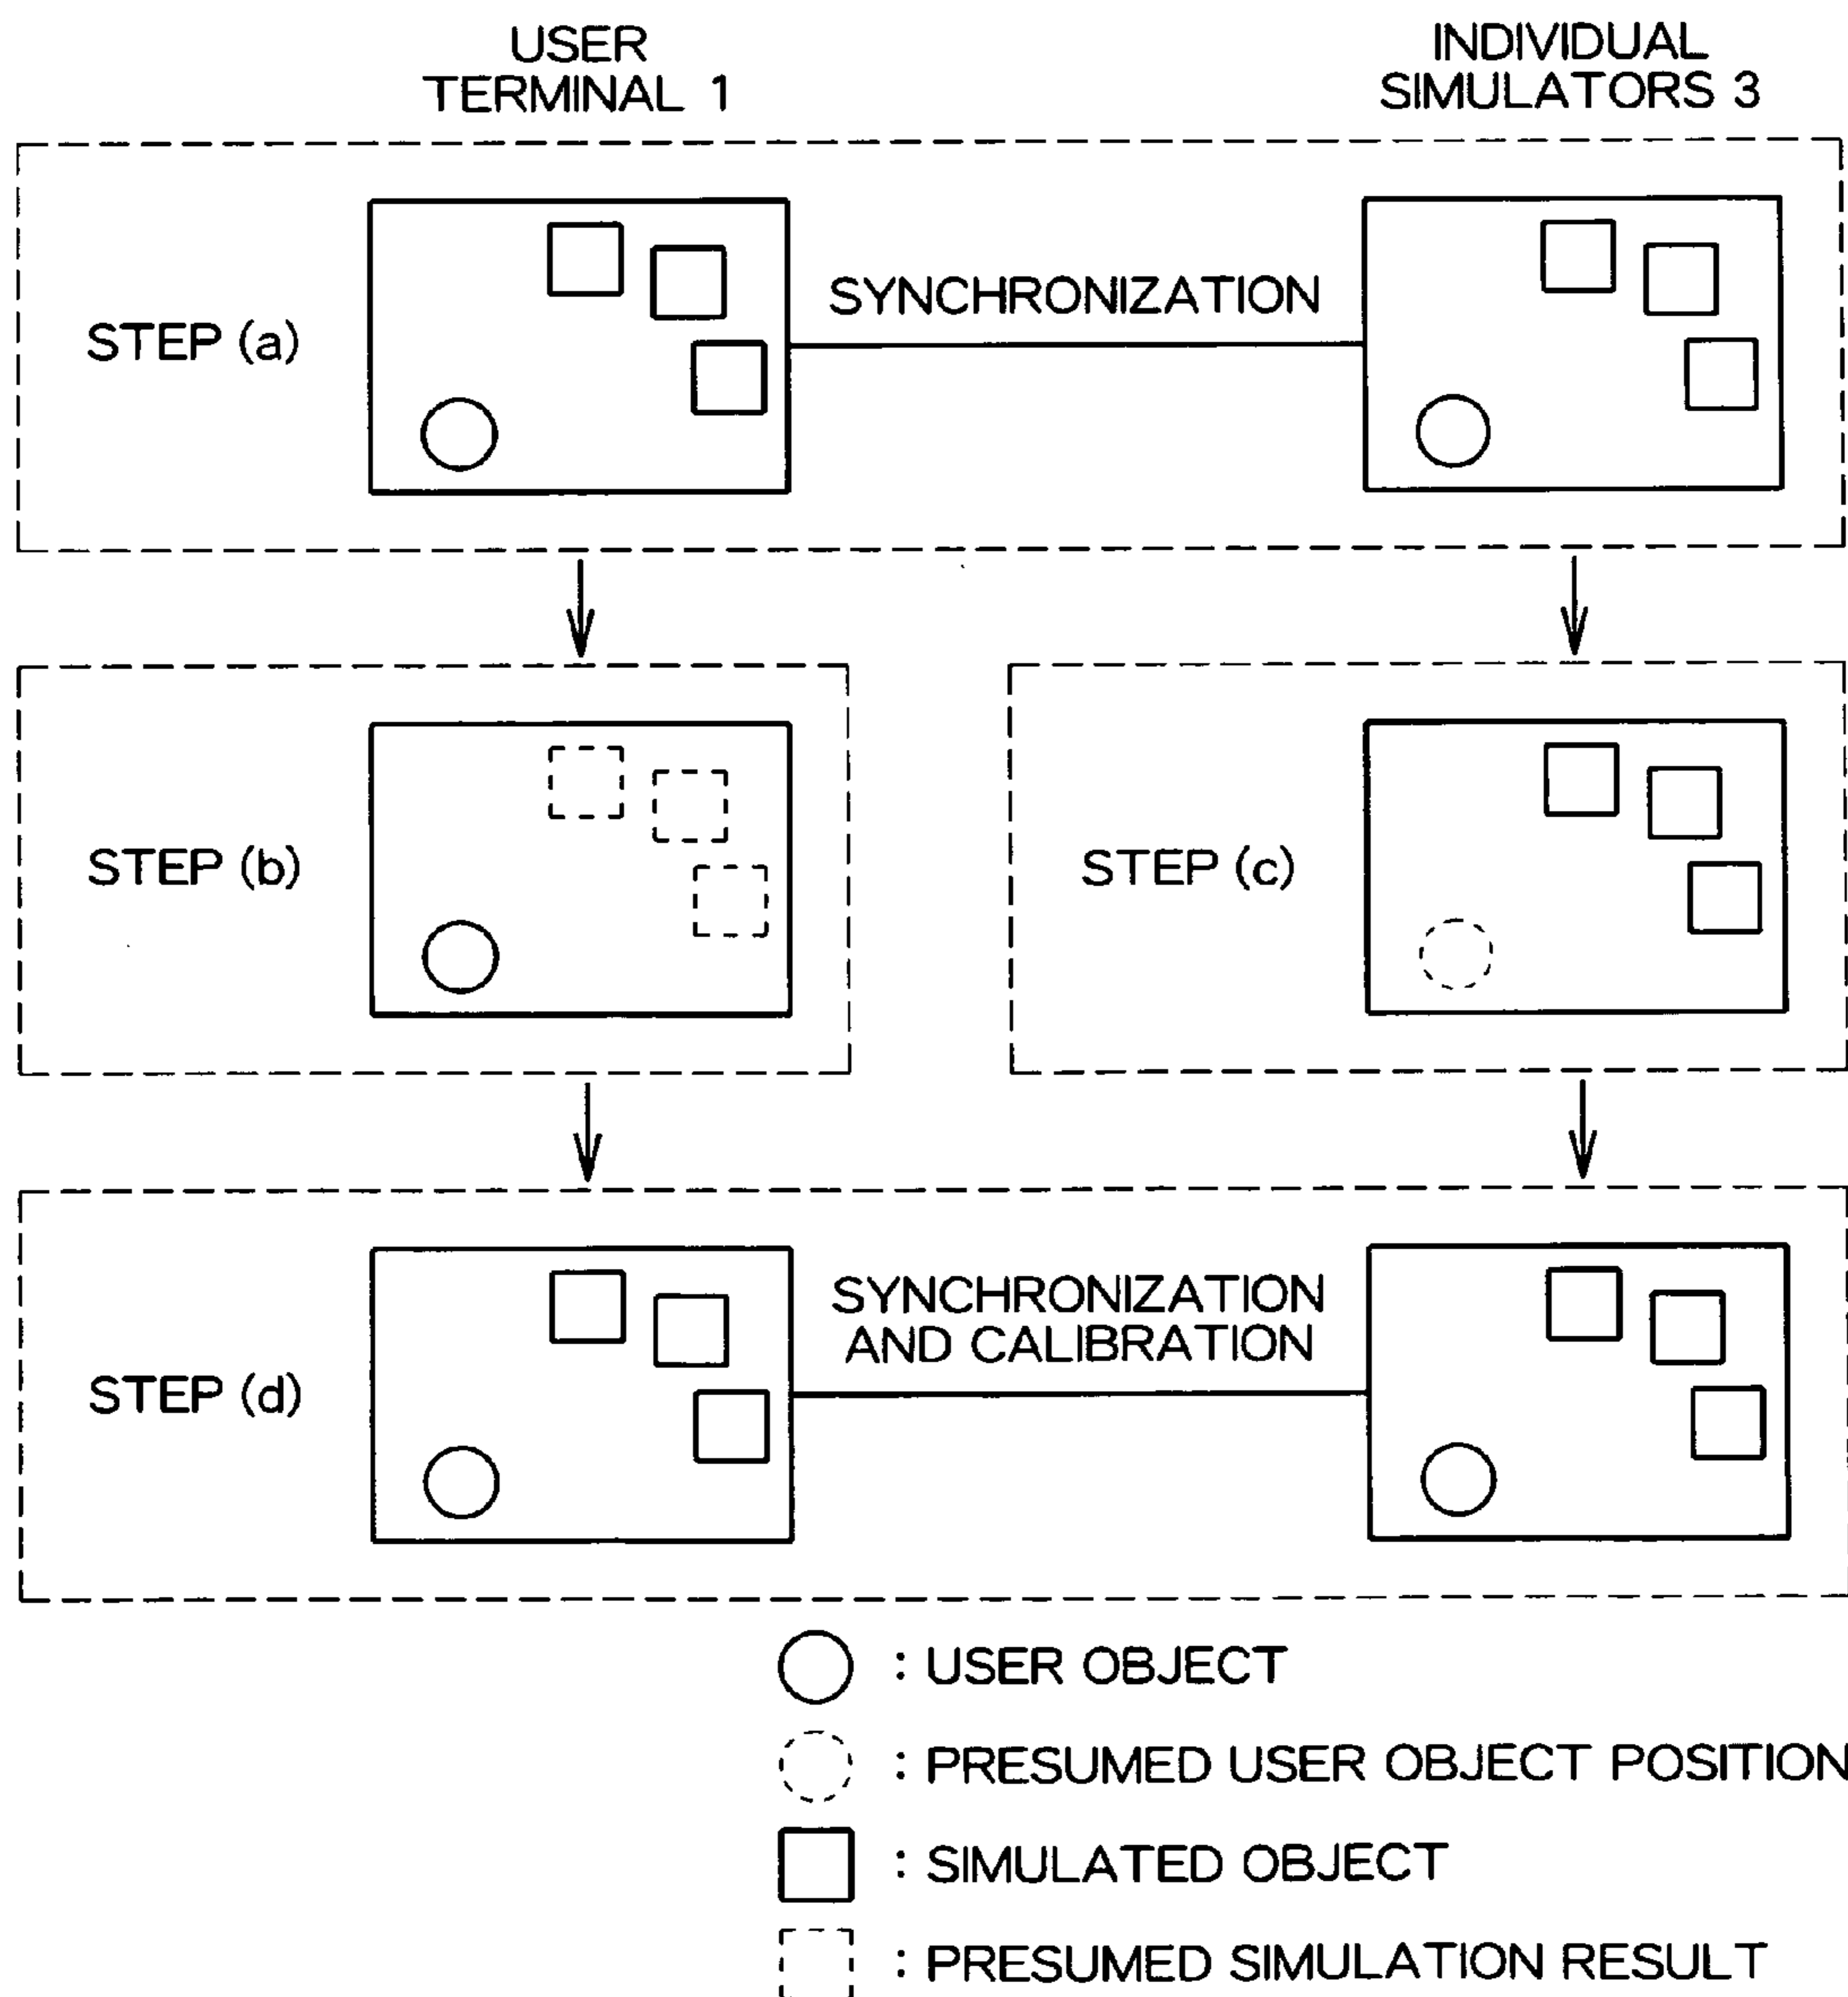 USER
TERMINAL 1
INDIVIDUAL
SIMULATORS 3
STEP (a)
SYNCHRONIZATION
STEP (b)
STEP (c)
STEP (d)
SYNCHRONIZATION
AND CALIBRATION
: USER OBJECT
: PRESUMED USER OBJECT POSITION
: SIMULATED OBJECT
: PRESUMED SIMULATION RESULT